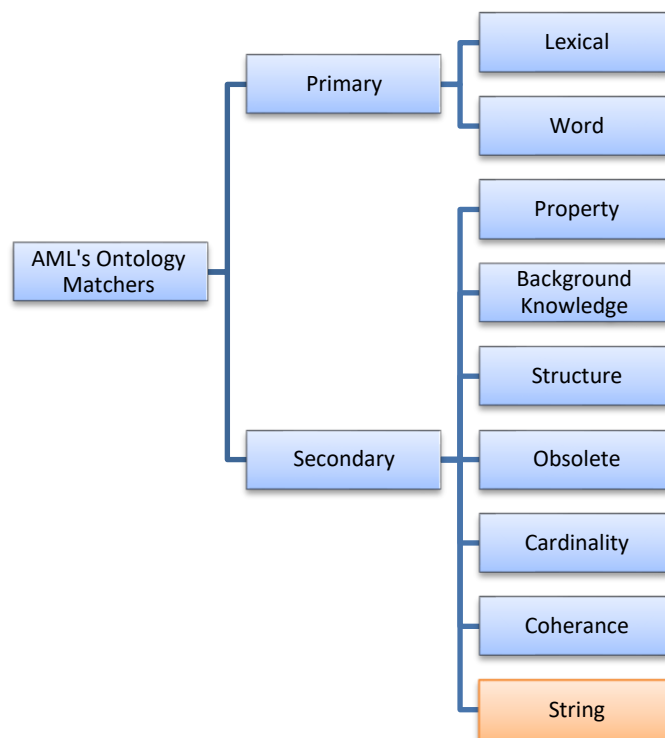 Lexical
Primary
Word
Property
AML's Ontology
Matchers
Background
Knowledge
Structure
Secondary
Obsolete
Cardinality
Coherance
String